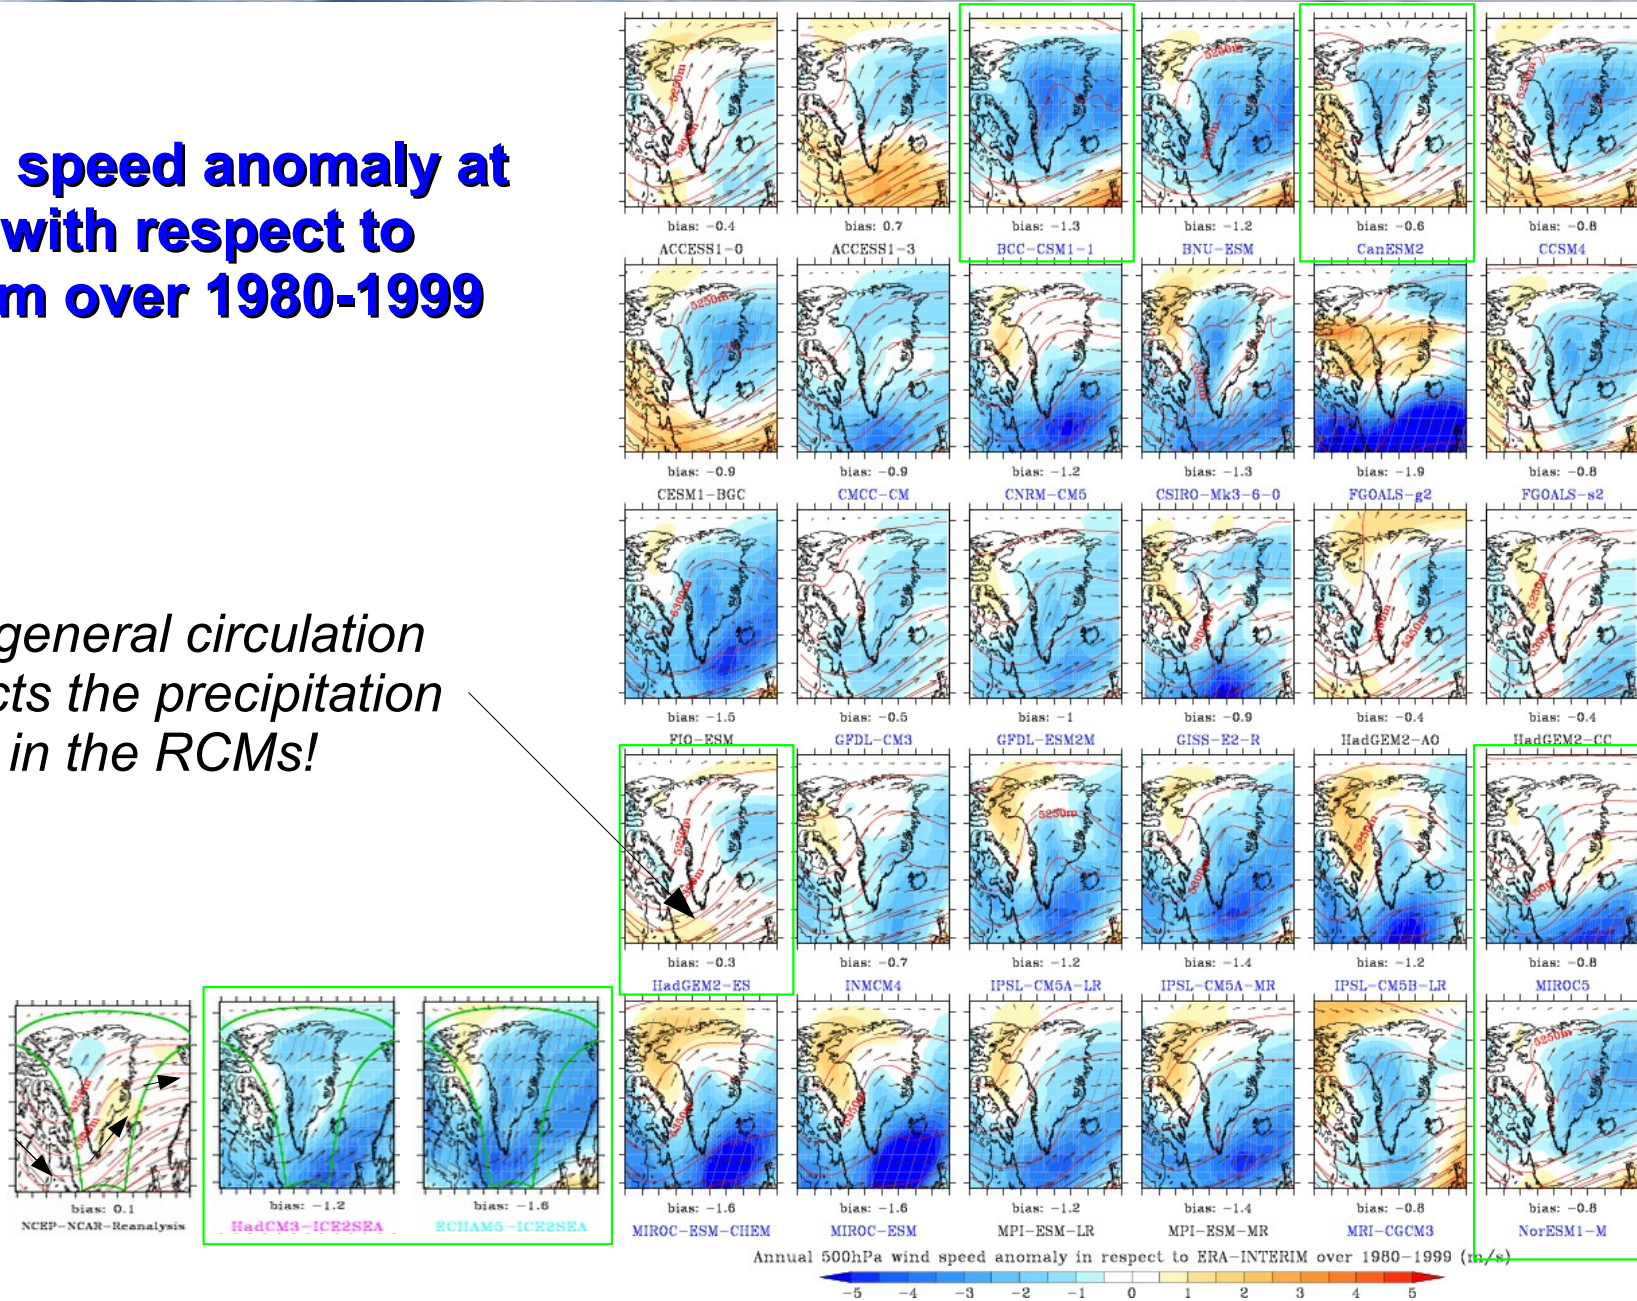 speed anomaly at
with respect to
m over 1980-1999
general circulation
cts the precipitation
in the RCMs!
bias: -0.4
ACCESS1-0
bias: 0.7
ACCESS1-3
bias: -1.3
BCC-CSM1-1
bias: -1.2
BNU-ESM
bias: -0.6
CanESM2
bias: -0.8
CCSM4
bias: -0.9
CESM1-BGC
bias: -0.9
CMCC-CM
bias: -1.2
CNRM-CM5
bias: -1.3
CSIRO-Mk3-6-0
bias: -1.9
FGOALS-g2
bias: -0.8
FGOALS-s2
bias: -1.5
FIO-ESM
bias: -0.5
GFDL-CM3
bias: -1
GFDL-ESM2M
bias: -0.9
GISS-E2-R
bias: -0.4
HadGEM2-AO
bias: -0.4
HadGEM2-CC
bias: -0.3
HadGEM2-ES
bias: -0.7
INMCM4
bias: -1.2
IPSL-CM5A-LR
bias: -1.4
IPSL-CM5A-MR
bias: -1.2
IPSL-CM5B-LR
bias: -0.8
MIROC5
bias: 0.1
NCEP-NCAR-Reanalysis
bias: -1.2
HadCM3-ICE2SEA
bias: -1.6
ECHAM5-ICE2SEA
bias: -1.6
MIROC-ESM-CHEM
bias: -1.6
MIROC-ESM
bias: -1.2
MPI-ESM-LR
bias: -1.4
MPI-ESM-MR
bias: -0.8
MRI-CGCM3
bias: -0.8
NorESM1-M
Annual 500hPa wind speed anomaly in respect to ERA-INTERIM over 1980-1999 (m/s)
-5 -4 -3 -2 -1 0 1 2 3 4 5